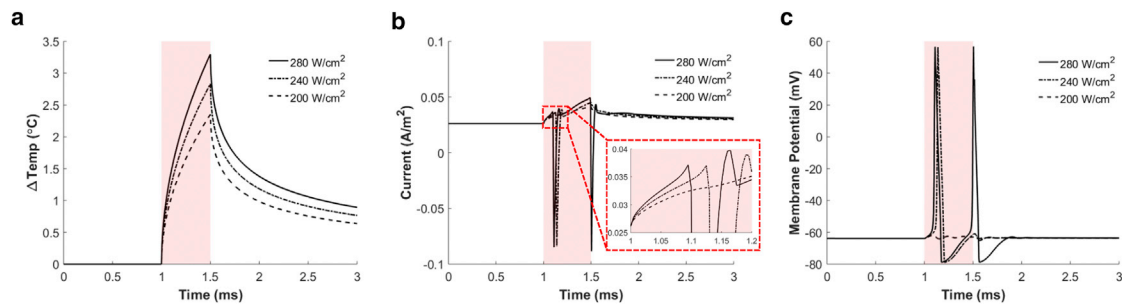 a
3.5
3
2.5
2
1.5
1
0.5
0
Δ Temp (°C)
0
0.5
1
1.5
2
2.5
3
Time (ms)
280 W/cm²
240 W/cm²
200 W/cm²
b
0.1
0.05
0
-0.05
-0.1
Current (A/m²)
0
0.5
1
1.5
2
2.5
3
Time (ms)
280 W/cm²
240 W/cm²
200 W/cm²
0.04
0.035
0.03
0.025
1
1.05
1.1
1.15
1.2
c
60
40
20
0
-20
-40
-60
-80
Membrane Potential (mV)
0
0.5
1
1.5
2
2.5
3
Time (ms)
280 W/cm²
240 W/cm²
200 W/cm²